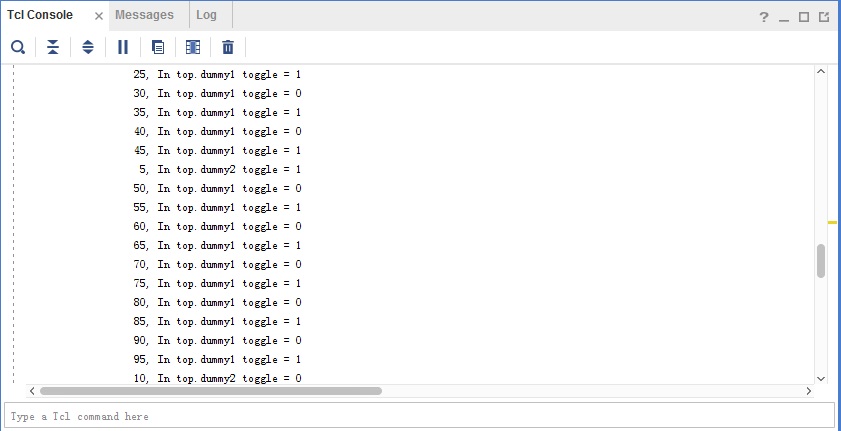 Tcl Console × Messages Log ?
25, In top.dummy1 toggle = 1
30, In top.dummy1 toggle = 0
35, In top.dummy1 toggle = 1
40, In top.dummy1 toggle = 0
45, In top.dummy1 toggle = 1
5, In top.dummy2 toggle = 1
50, In top.dummy1 toggle = 0
55, In top.dummy1 toggle = 1
60, In top.dummy1 toggle = 0
65, In top.dummy1 toggle = 1
70, In top.dummy1 toggle = 0
75, In top.dummy1 toggle = 1
80, In top.dummy1 toggle = 0
85, In top.dummy1 toggle = 1
90, In top.dummy1 toggle = 0
95, In top.dummy1 toggle = 1
10, In top.dummy2 toggle = 0
Type a Tcl command here